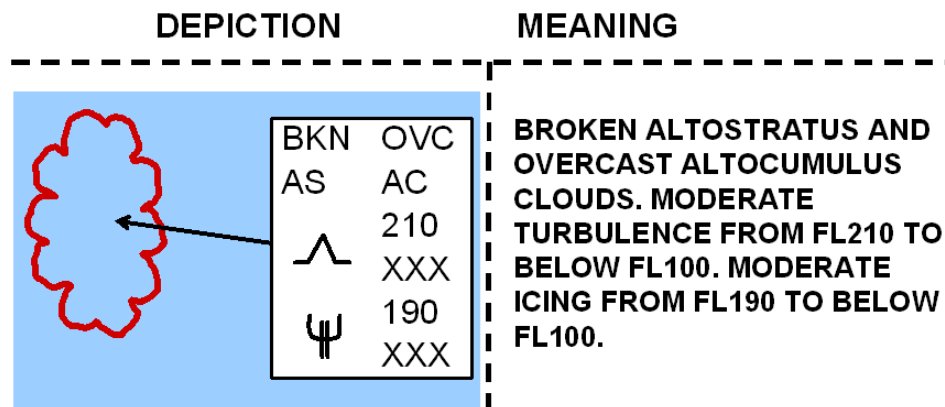 DEPICTION MEANING
BKN OVC
AS AC
210
XXX
190
XXX
BROKEN ALTOSTRATUS AND
OVERCAST ALTOCUMULUS
CLOUDS. MODERATE
TURBULENCE FROM FL210 TO
BELOW FL100. MODERATE
ICING FROM FL190 TO BELOW
FL100.